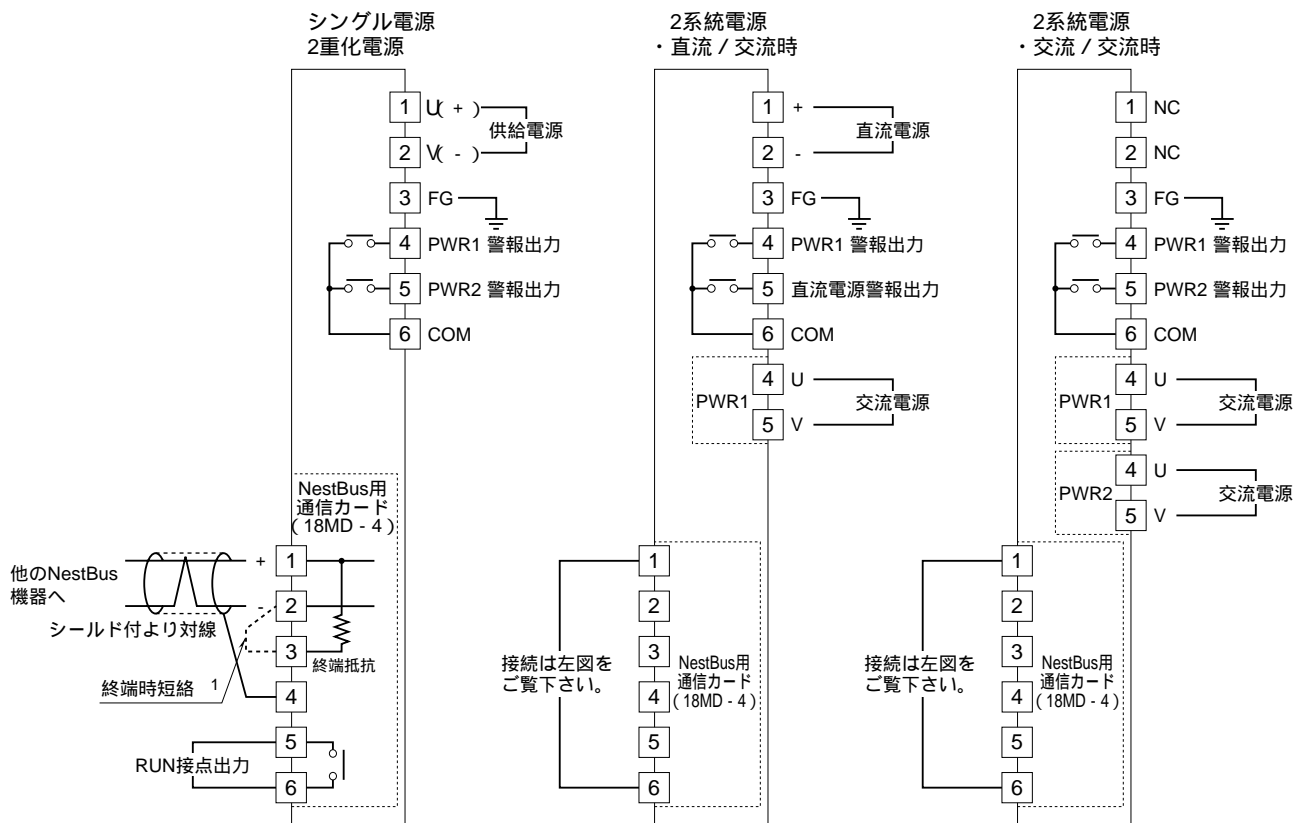 シングル電源
2重化電源
1 U( + )
供給電源
2 V( - )
3 FG
4 PWR1 警報出力
5 PWR2 警報出力
6 COM
NestBus用
通信カード
( 18MD - 4 )
他のNestBus
機器へ
シールド付より対線
+ 1
- 2
3
終端抵抗
終端時短絡 1
4
5
RUN接点出力
6
2系統電源
・直流 / 交流時
1 +
直流電源
2 -
3 FG
4 PWR1 警報出力
5 直流電源警報出力
6 COM
PWR1
4 U
交流電源
5 V
1
2
3
4
5
6
接続は左図を
ご覧下さい。
NestBus用
通信カード
( 18MD - 4 )
2系統電源
・交流 / 交流時
1 NC
2 NC
3 FG
4 PWR1 警報出力
5 PWR2 警報出力
6 COM
PWR1
4 U
交流電源
5 V
PWR2
4 U
交流電源
5 V
1
2
3
4
5
6
接続は左図を
ご覧下さい。
NestBus用
通信カード
( 18MD - 4 )